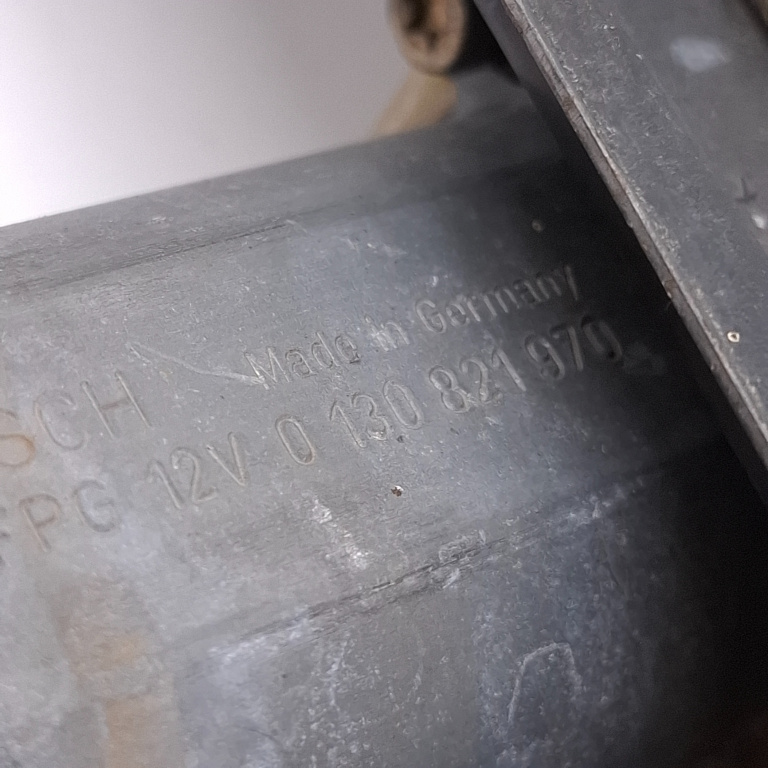 Made in Germany
SCH
FPG 12V 0 130 821 979